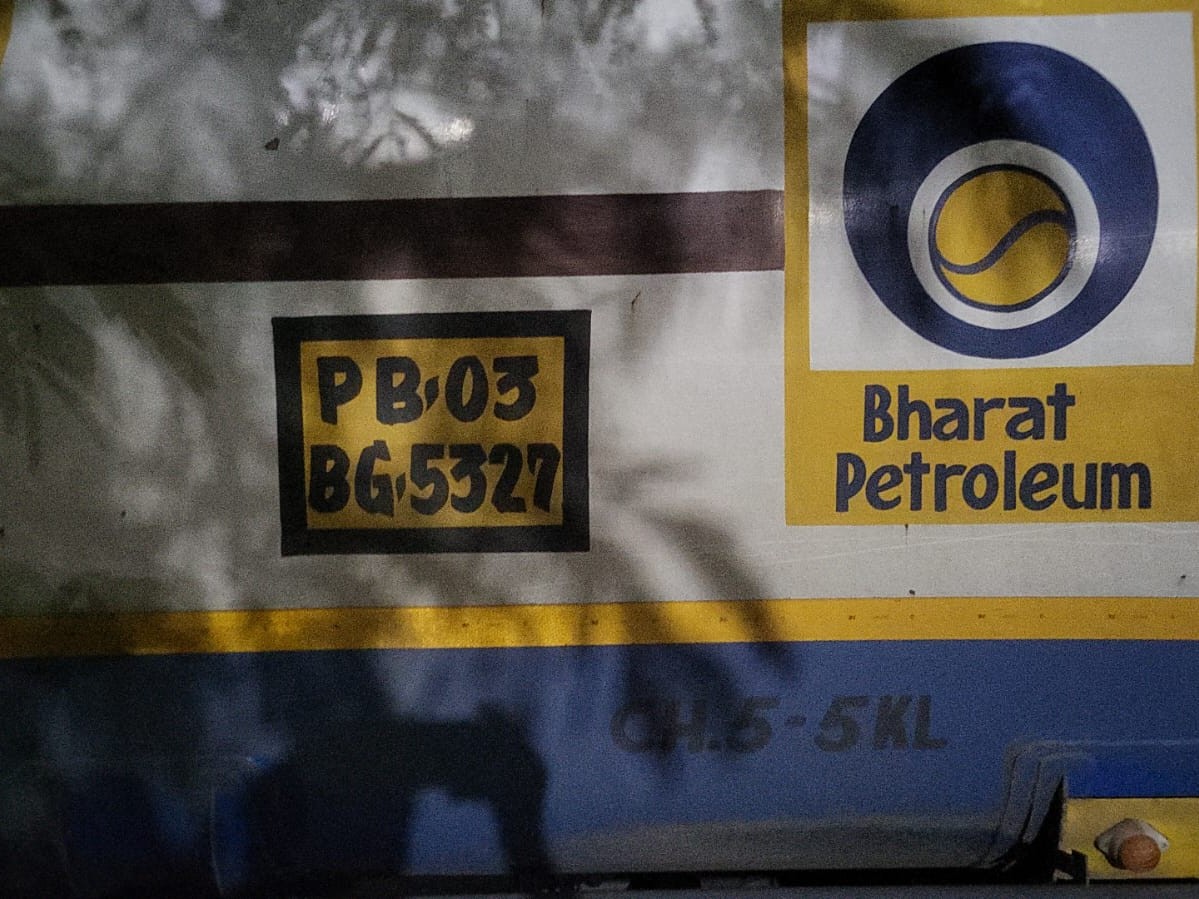 PB.03
BG.5327
Bharat
Petroleum
CH.5-5KL